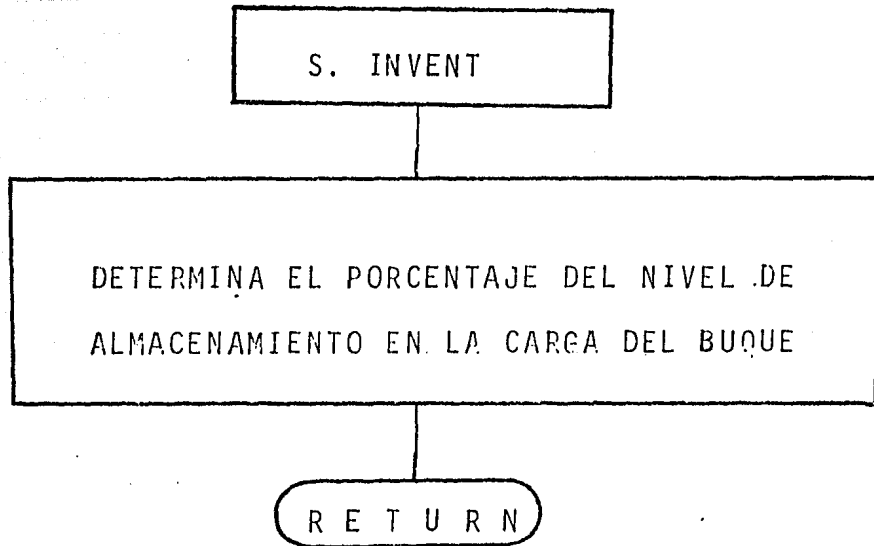 S. INVENT
DETERMINA EL PORCENTAJE DEL NIVEL DE
ALMACENAMIENTO EN LA CARGA DEL BUQUE
R E T U R N